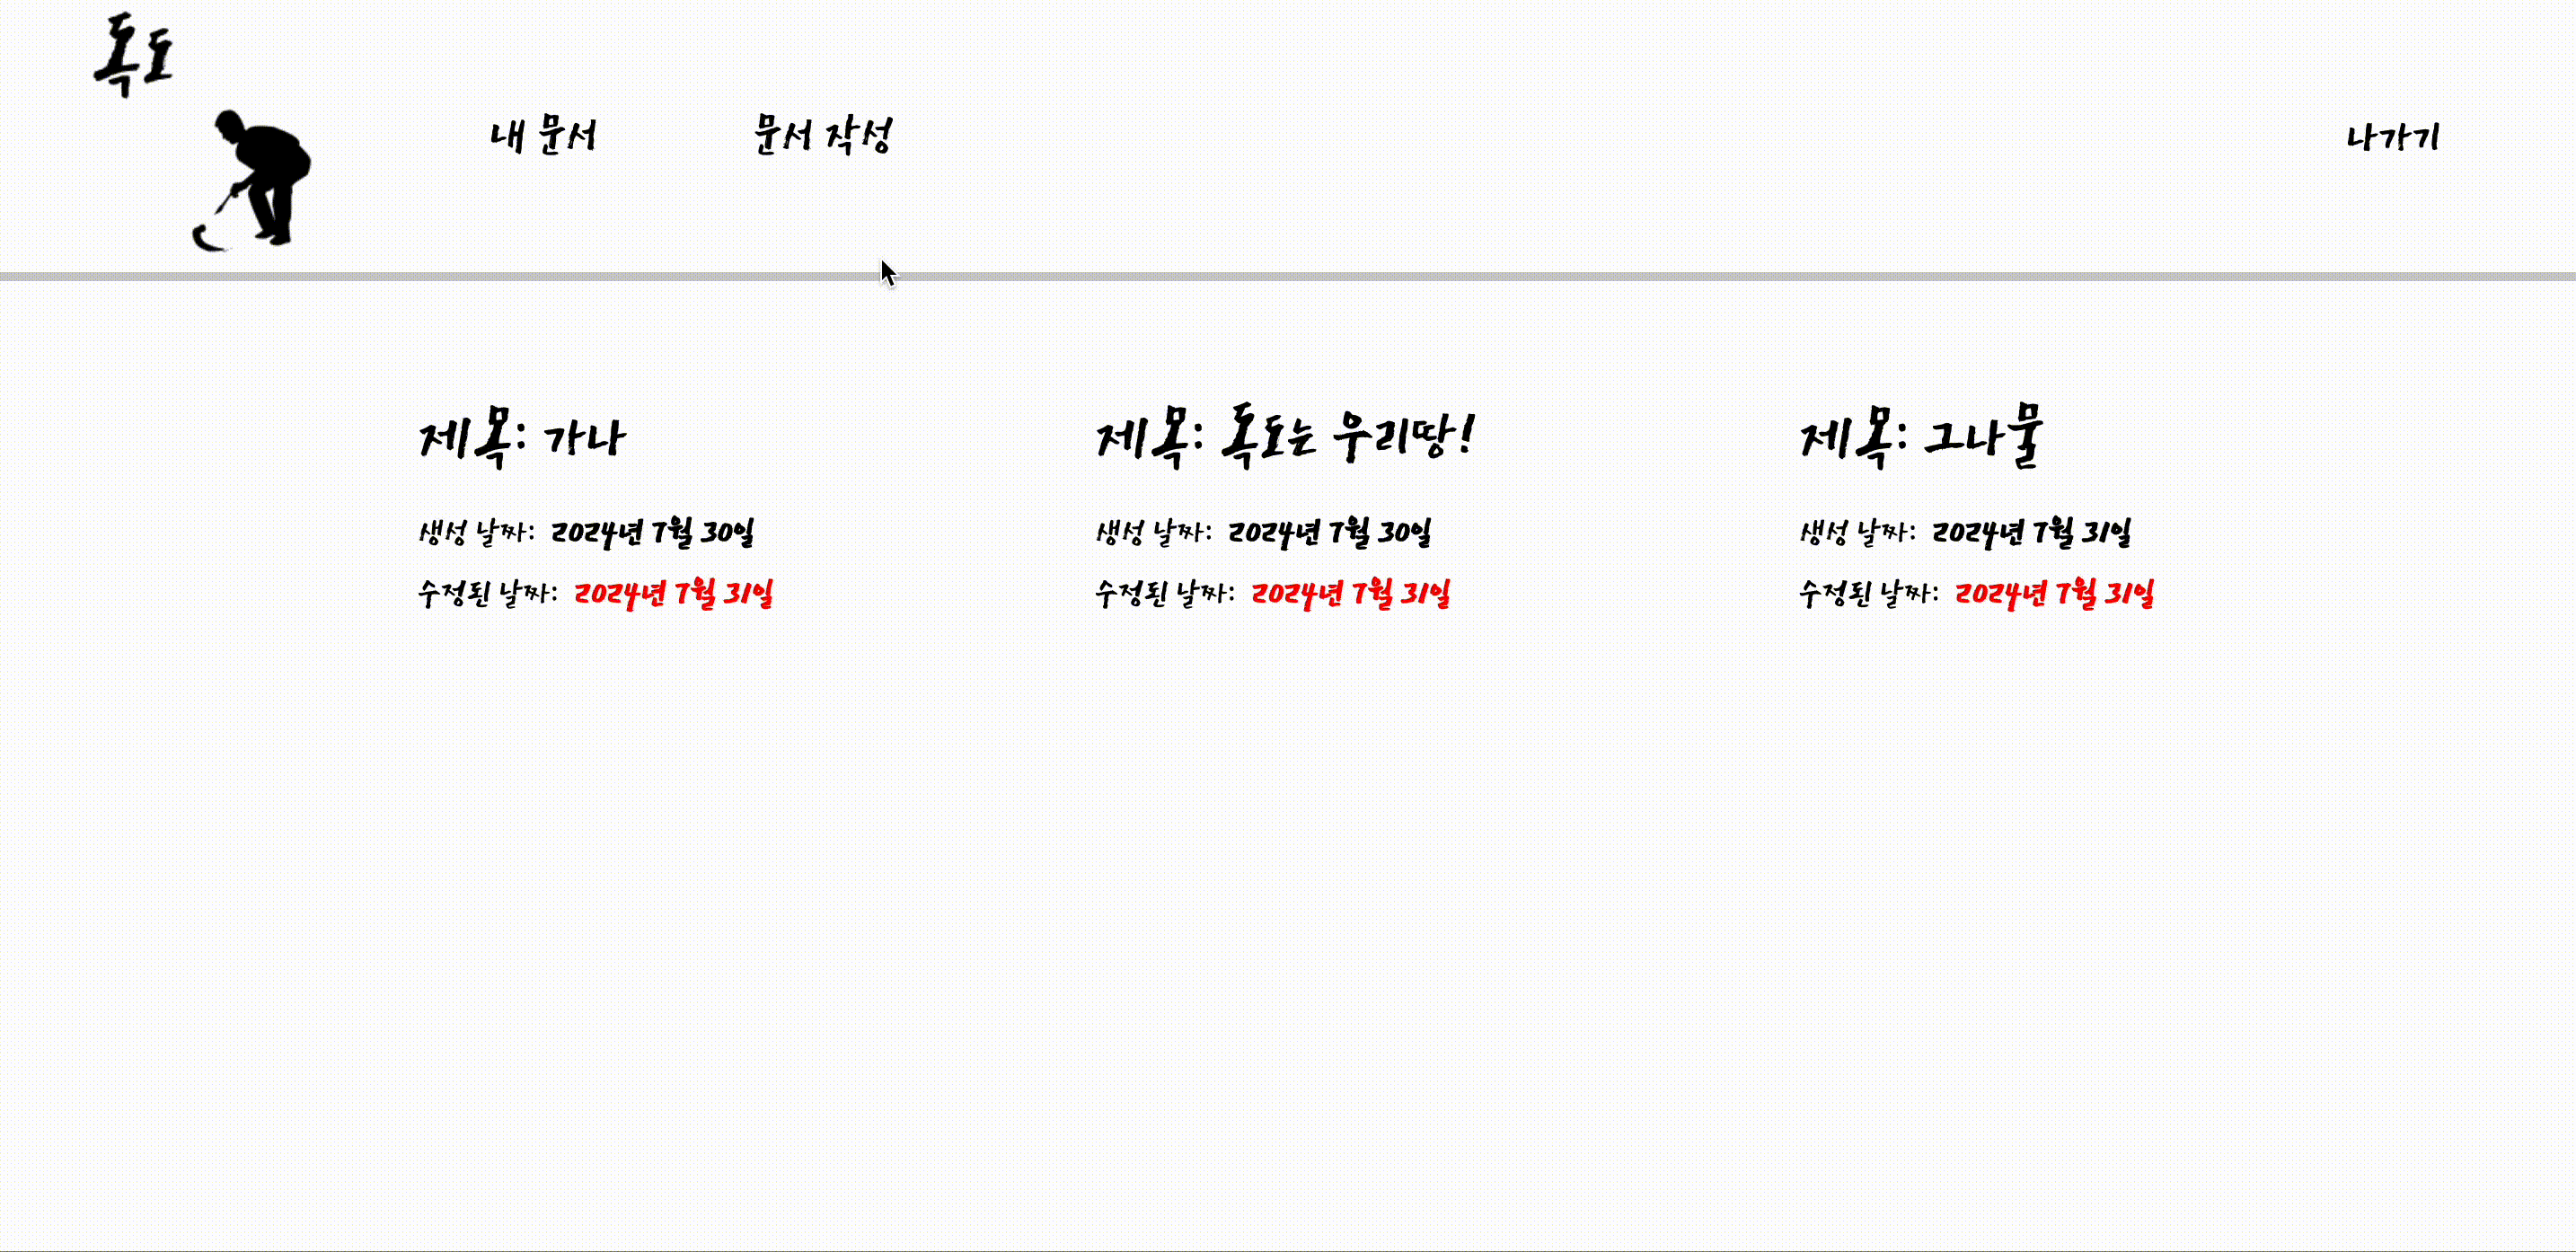 독도
내 문서
문서 작성
나가기
제목: 가나
생성 날짜: 2024년 7월 30일
수정된 날짜: 2024년 7월 31일
제목: 독도는 우리땅!
생성 날짜: 2024년 7월 30일
수정된 날짜: 2024년 7월 31일
제목: 그나물
생성 날짜: 2024년 7월 31일
수정된 날짜: 2024년 7월 31일